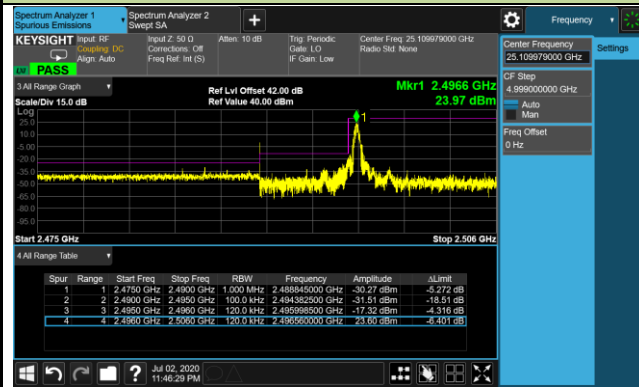 Spectrum Analyzer 1
Spurious Emissions
Spectrum Analyzer 2
Swept SA
+
Frequency
KEYSIGHT
Input: RF
Coupling: DC
Align: Auto
Input Z: 50 Ω
Corrections: Off
Freq Ref: Int (S)
Atten: 10 dB
Trig: Periodic
Gate: LO
IF Gain: Low
Center Freq: 25.109979000 GHz
Radio Std: None
PASS
Center Frequency
25.109979000 GHz
Settings
CF Step
4.999000000 GHz
Auto
Man
Freq Offset
0 Hz
3 All Range Graph
Ref Lvl Offset 42.00 dB
Mkr1 2.4966 GHz
Scale/Div 15.0 dB
Ref Value 40.00 dBm
23.97 dBm
Log
25.0
10.0
-5.00
-20.0
-35.0
-50.0
-65.0
-80.0
-95.0
1
Start 2.475 GHz
Stop 2.506 GHz
4 All Range Table
Spur Range Start Freq Stop Freq RBW Frequency Amplitude ΔLimit
1 1 2.4750 GHz 2.4900 GHz 1.000 MHz 2.488845000 GHz -30.27 dBm -5.272 dB
2 2 2.4900 GHz 2.4950 GHz 100.0 kHz 2.494382500 GHz -31.51 dBm -18.51 dB
3 3 2.4950 GHz 2.4960 GHz 120.0 kHz 2.495998500 GHz -17.32 dBm -4.316 dB
4 4 2.4960 GHz 2.5060 GHz 120.0 kHz 2.496560000 GHz 23.60 dBm -6.401 dB
?
Jul 02, 2020
11:46:29 PM